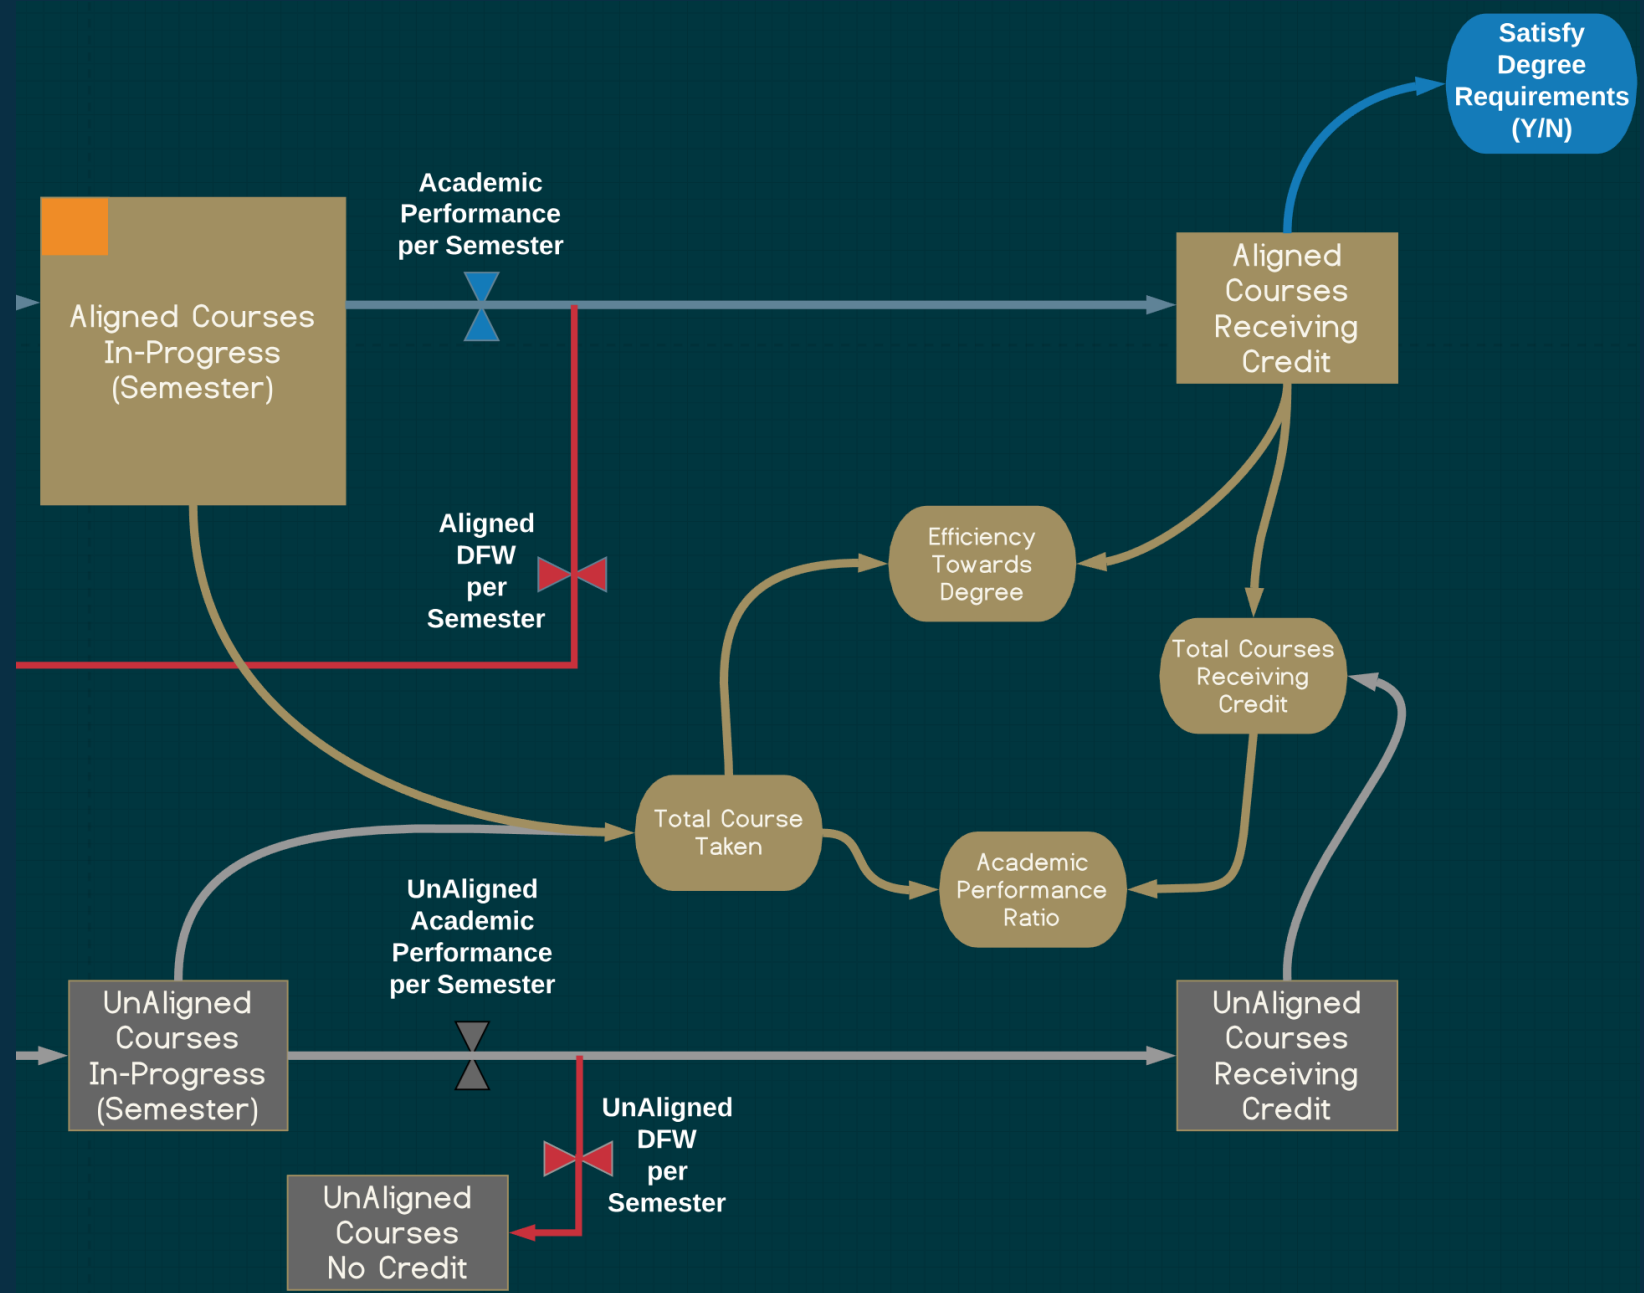 Satisfy
Degree
Requirements
(Y/N)
Academic
Performance
per Semester
Aligned Courses
In-Progress
(Semester)
Aligned
Courses
Receiving
Credit
Aligned
DFW
per
Semester
Efficiency
Towards
Degree
Total Courses
Receiving
Credit
Total Course
Taken
Academic
Performance
Ratio
UnAligned
Academic
Performance
per Semester
UnAligned
Courses
In-Progress
(Semester)
UnAligned
Courses
Receiving
Credit
UnAligned
DFW
per
Semester
UnAligned
Courses
No Credit